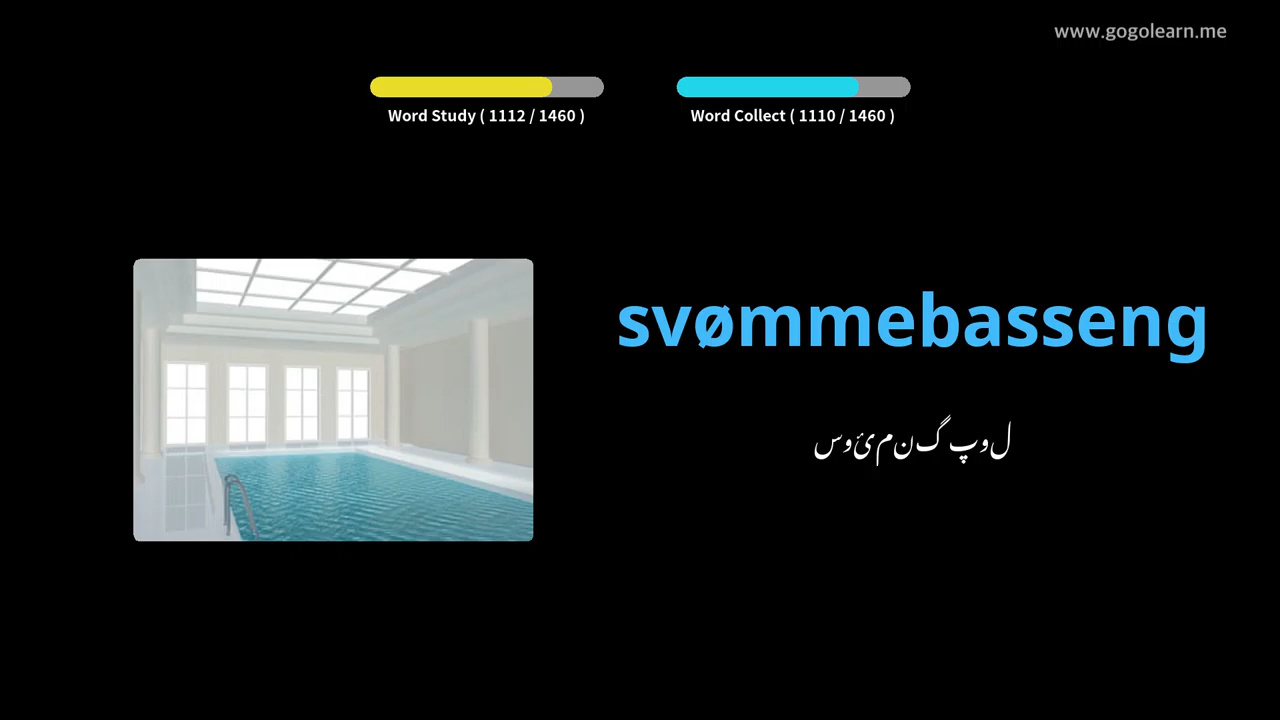 www.gogolearn.me
Word Study ( 1112 / 1460 )
Word Collect ( 1110 / 1460 )
svømmebasseng
سوئمنگ پول